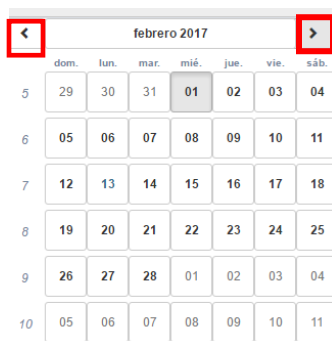 febrero 2017
dom. lun. mar. mié. jue. vie. sáb.
5 29 30 31 01 02 03 04
6 05 06 07 08 09 10 11
7 12 13 14 15 16 17 18
8 19 20 21 22 23 24 25
9 26 27 28 01 02 03 04
10 05 06 07 08 09 10 11